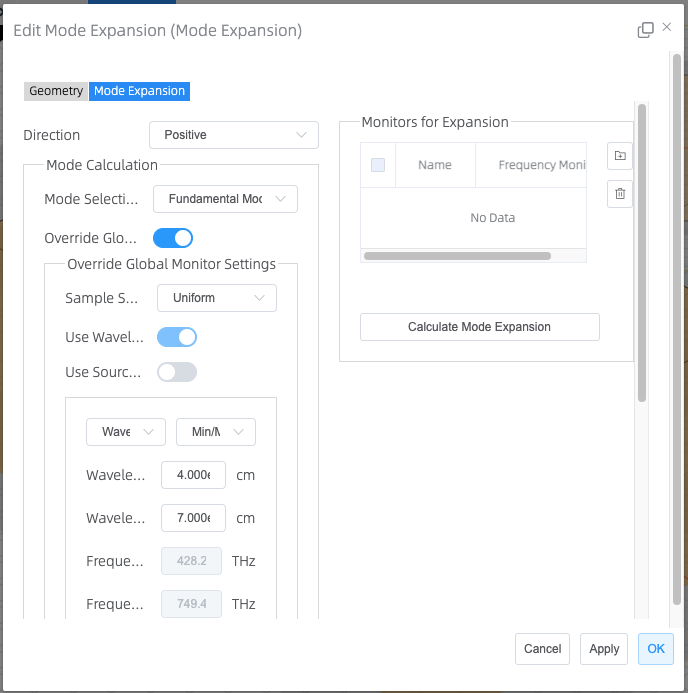 Edit Mode Expansion (Mode Expansion)
Geometry Mode Expansion
Direction Positive
Mode Calculation
Mode Selecti... Fundamental Moc
Override Glo...
Override Global Monitor Settings
Sample S... Uniform
Use Wavel...
Use Sourc...
Wave Min/M
Wavele... 4.000e cm
Wavele... 7.000e cm
Freque... 428.2 THz
Freque... 749.4 THz
Monitors for Expansion
Name Frequency Moni
No Data
Calculate Mode Expansion
Cancel Apply OK